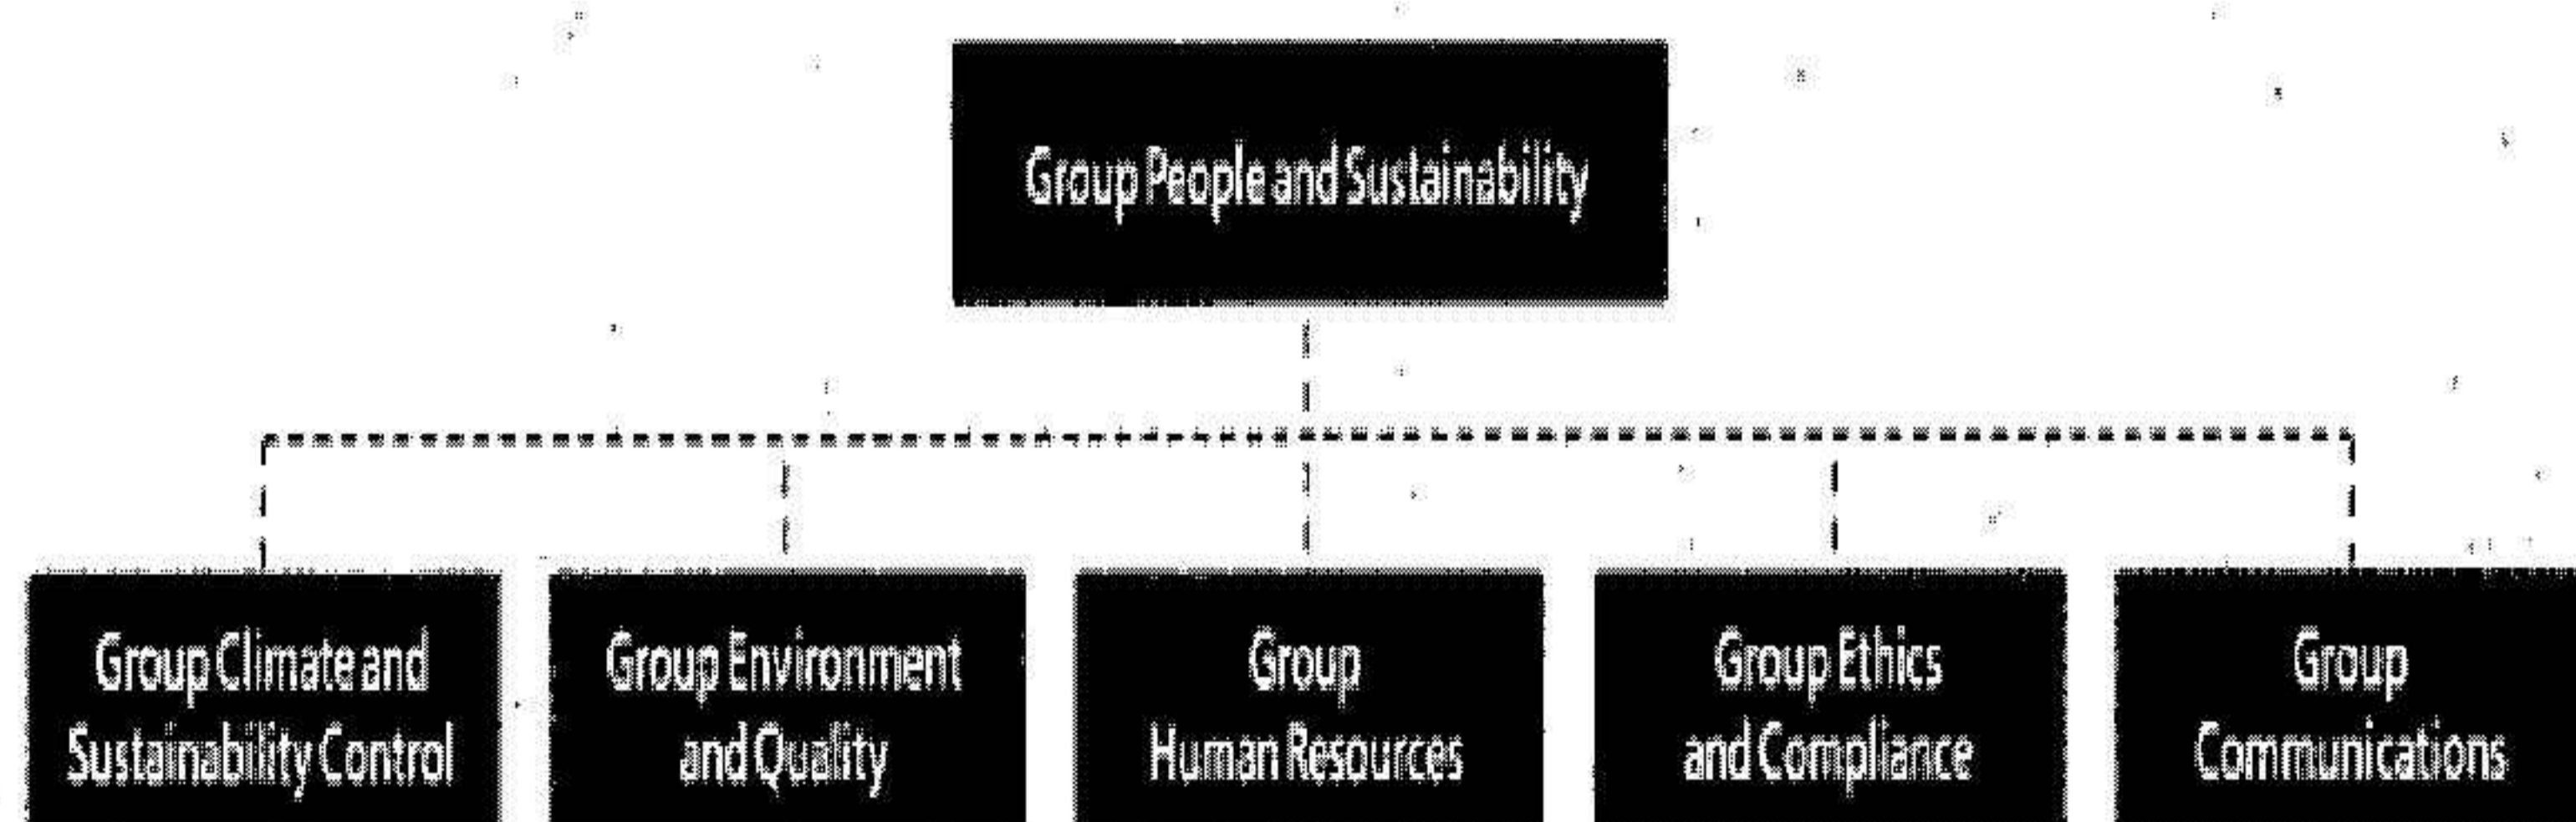 Group People and Sustainability
Group Climate and
Sustainability Control
Group Environment
and Quality
Group
Human Resources
Group Ethics
and Compliance
Group
Communications